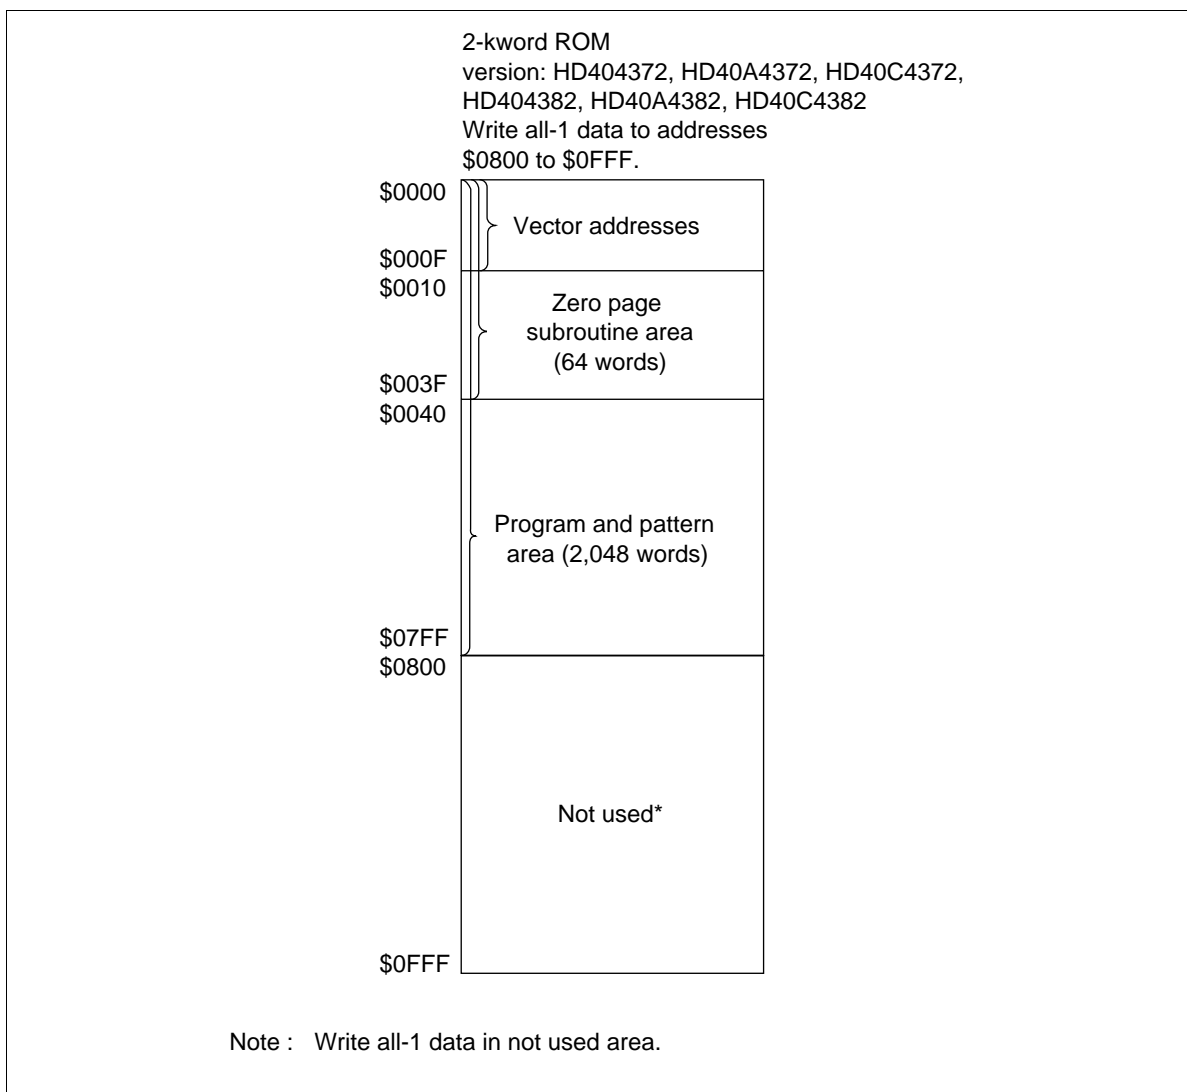 2-kword ROM
version: HD404372, HD40A4372, HD40C4372,
HD404382, HD40A4382, HD40C4382
Write all-1 data to addresses
$0800 to $0FFF.
$0000
Vector addresses
$000F
$0010
Zero page
subroutine area
(64 words)
$003F
$0040
Program and pattern
area (2,048 words)
$07FF
$0800
Not used*
$0FFF
Note : Write all-1 data in not used area.